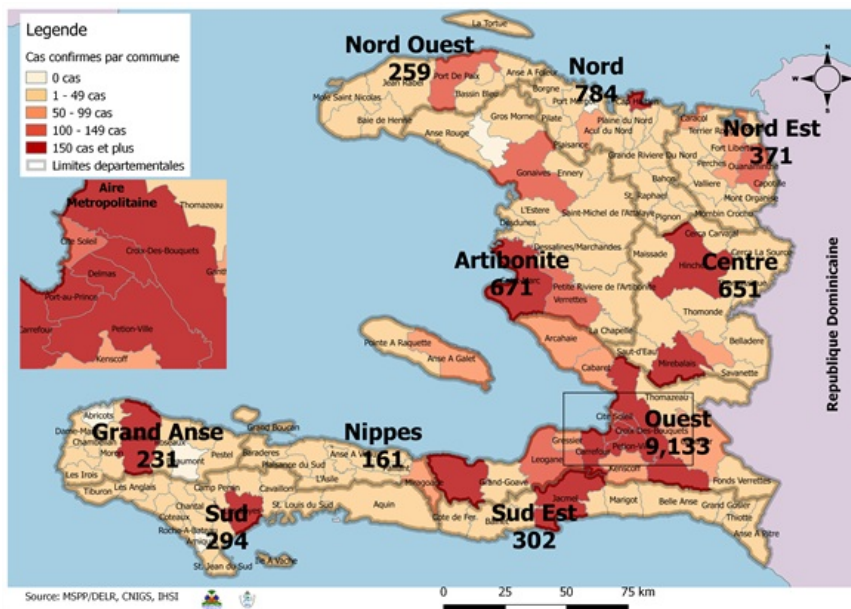 Legende
Cas confirmes par commune
0 cas
1 - 49 cas
50 - 99 cas
100 - 149 cas
150 cas et plus
Limites departementales
Aire
Metropolitaine
Thomazeau
Cite Soleil
Croix-Des-Bouquets
Delmas
Port-au-Prince
Carrefour
Petion-Ville
Kenscoff
La Tortue
Nord Ouest
259
Port De Paix
Jean Rabel
Anse A Foleur
Mole Saint Nicolas
Bassin Bleu
Baie de Henne
Nord
784
Borgne
Gros Morne
Pilate
Plaine du Nord
Acul du Nord
Anse Rouge
Plaisance
Grande Riviere Du Nord
Caracol
Nord Est
371
Fort Liberte
Ouanaminthe
Perches
Valliere
Capotille
Mont Organise
Gonaives
Ennery
Bahon
St. Raphael
Pignon
Mombin Crochu
L'Estere
Saint-Michel de l'Attalaye
Desdunes
Cerca Carvajal
Dessalines/Marchandes
Maissade
Cerca La Source
Artibonite
671
Petite Riviere de l'Artibonite
Verrettes
Centre
651
Thomonde
La Chapelle
Belladere
Saut-d'Eau
Mirebalais
Savanette
Arcahaie
Cabaret
Pointe A Raquette
Anse A Galet
Thomazeau
Cite Soleil
Ouest
9,133
Croix-Des-Bouquets
Gressier
Carrefour
Leogane
Kenscoff
Fonds Verrettes
Abricots
Grand Anse
231
Pestel
Grand Boucan
Baraderes
Nippes
161
Plaisance du Sud
L'Asile
Miragoane
Grand-Goave
Les Irois
Tiburon
Les Anglais
Camp Perrin
Cavaillon
Chantal
Coteaux
St. Louis du Sud
Aquin
Cote de Fer
Sud
294
St. Jean du Sud
Ile A Vache
Jacmel
Sud Est
302
Marigot
Belle Anse
Grand Gosier
Thiotte
Anse A Pitre
Republique Dominicaine
N
W
E
S
Source: MSPP/DELR, CNIGS, IHSI
0
25
50
75 km